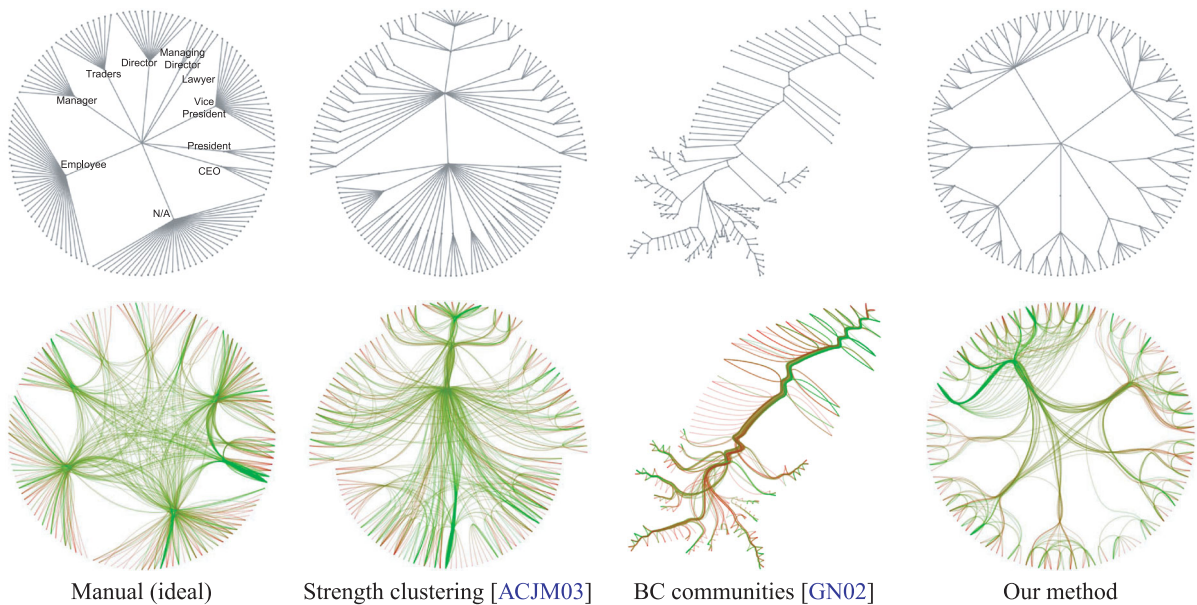 Managing
Director
Director
Traders
Lawyer
Manager
Vice
President
Employee
President
CEO
N/A
Manual (ideal)
Strength clustering [ACJM03]
BC communities [GN02]
Our method